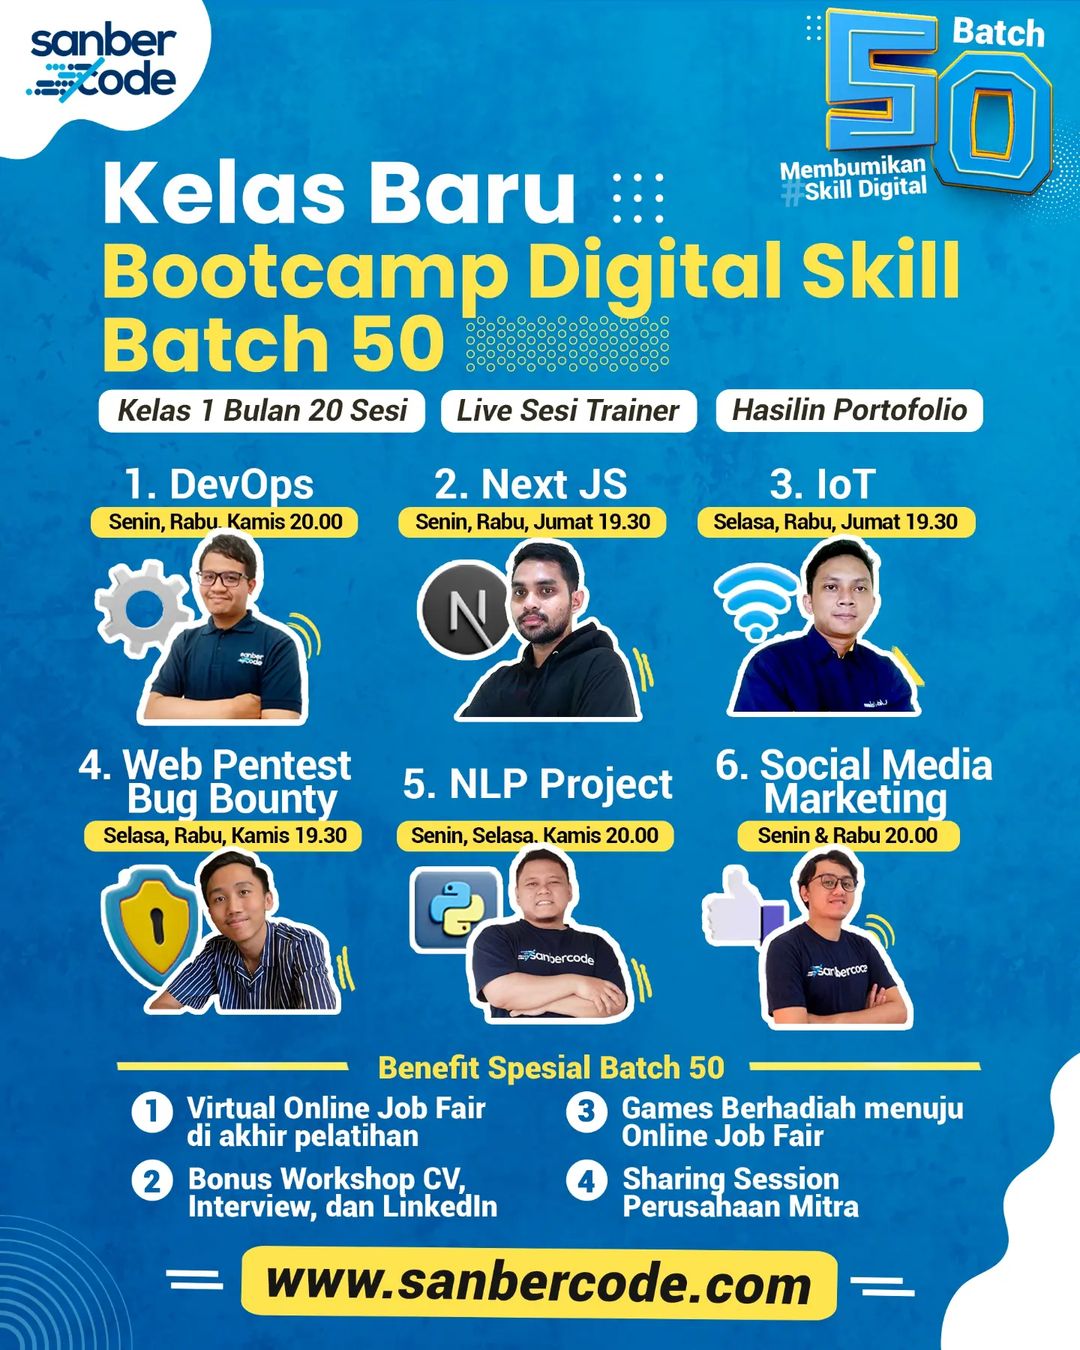 sanber
code
Batch
50
Membumikan
#Skill Digital
Kelas Baru
Bootcamp Digital Skill
Batch 50
Kelas 1 Bulan 20 Sesi
Live Sesi Trainer
Hasilin Portofolio
1. DevOps
Senin, Rabu, Kamis 20.00
2. Next JS
Senin, Rabu, Jumat 19.30
3. IoT
Selasa, Rabu, Jumat 19.30
N
sanber
code
4. Web Pentest
Bug Bounty
Selasa, Rabu, Kamis 19.30
5. NLP Project
Senin, Selasa, Kamis 20.00
6. Social Media
Marketing
Senin & Rabu 20.00
sanbercode
sanbercode
Benefit Spesial Batch 50
1 Virtual Online Job Fair
di akhir pelatihan
2 Bonus Workshop CV,
Interview, dan LinkedIn
3 Games Berhadiah menuju
Online Job Fair
4 Sharing Session
Perusahaan Mitra
www.sanbercode.com